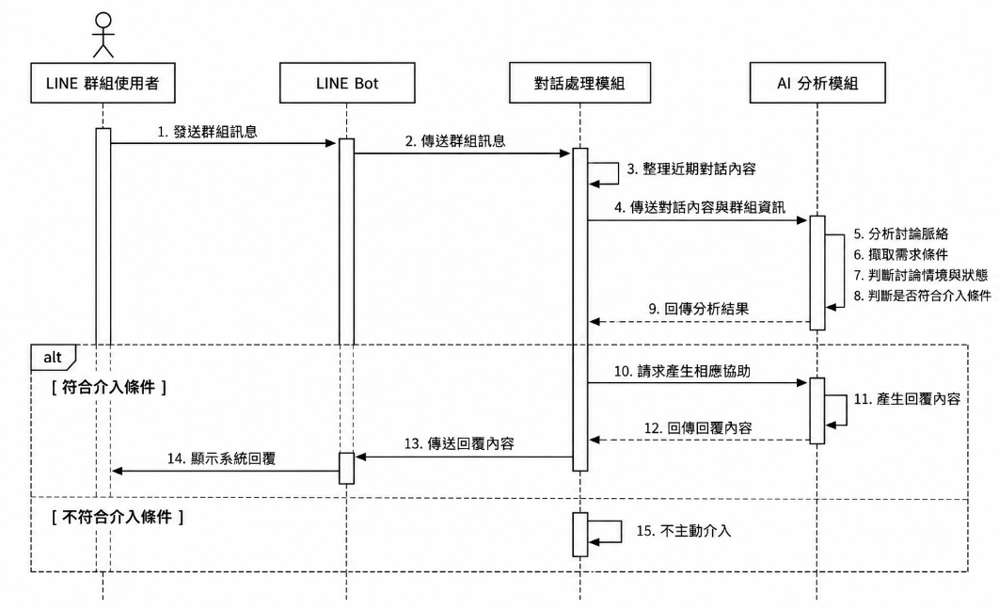 LINE 群組使用者
LINE Bot
對話處理模組
AI 分析模組
1. 發送群組訊息
2. 傳送群組訊息
3. 整理近期對話內容
4. 傳送對話內容與群組資訊
5. 分析討論脈絡
6. 擷取需求條件
7. 判斷討論情境與狀態
8. 判斷是否符合介入條件
9. 回傳分析結果
alt
[ 符合介入條件 ]
10. 請求產生相應協助
11. 產生回覆內容
12. 回傳回覆內容
13. 傳送回覆內容
14. 顯示系統回覆
[ 不符合介入條件 ]
15. 不主動介入